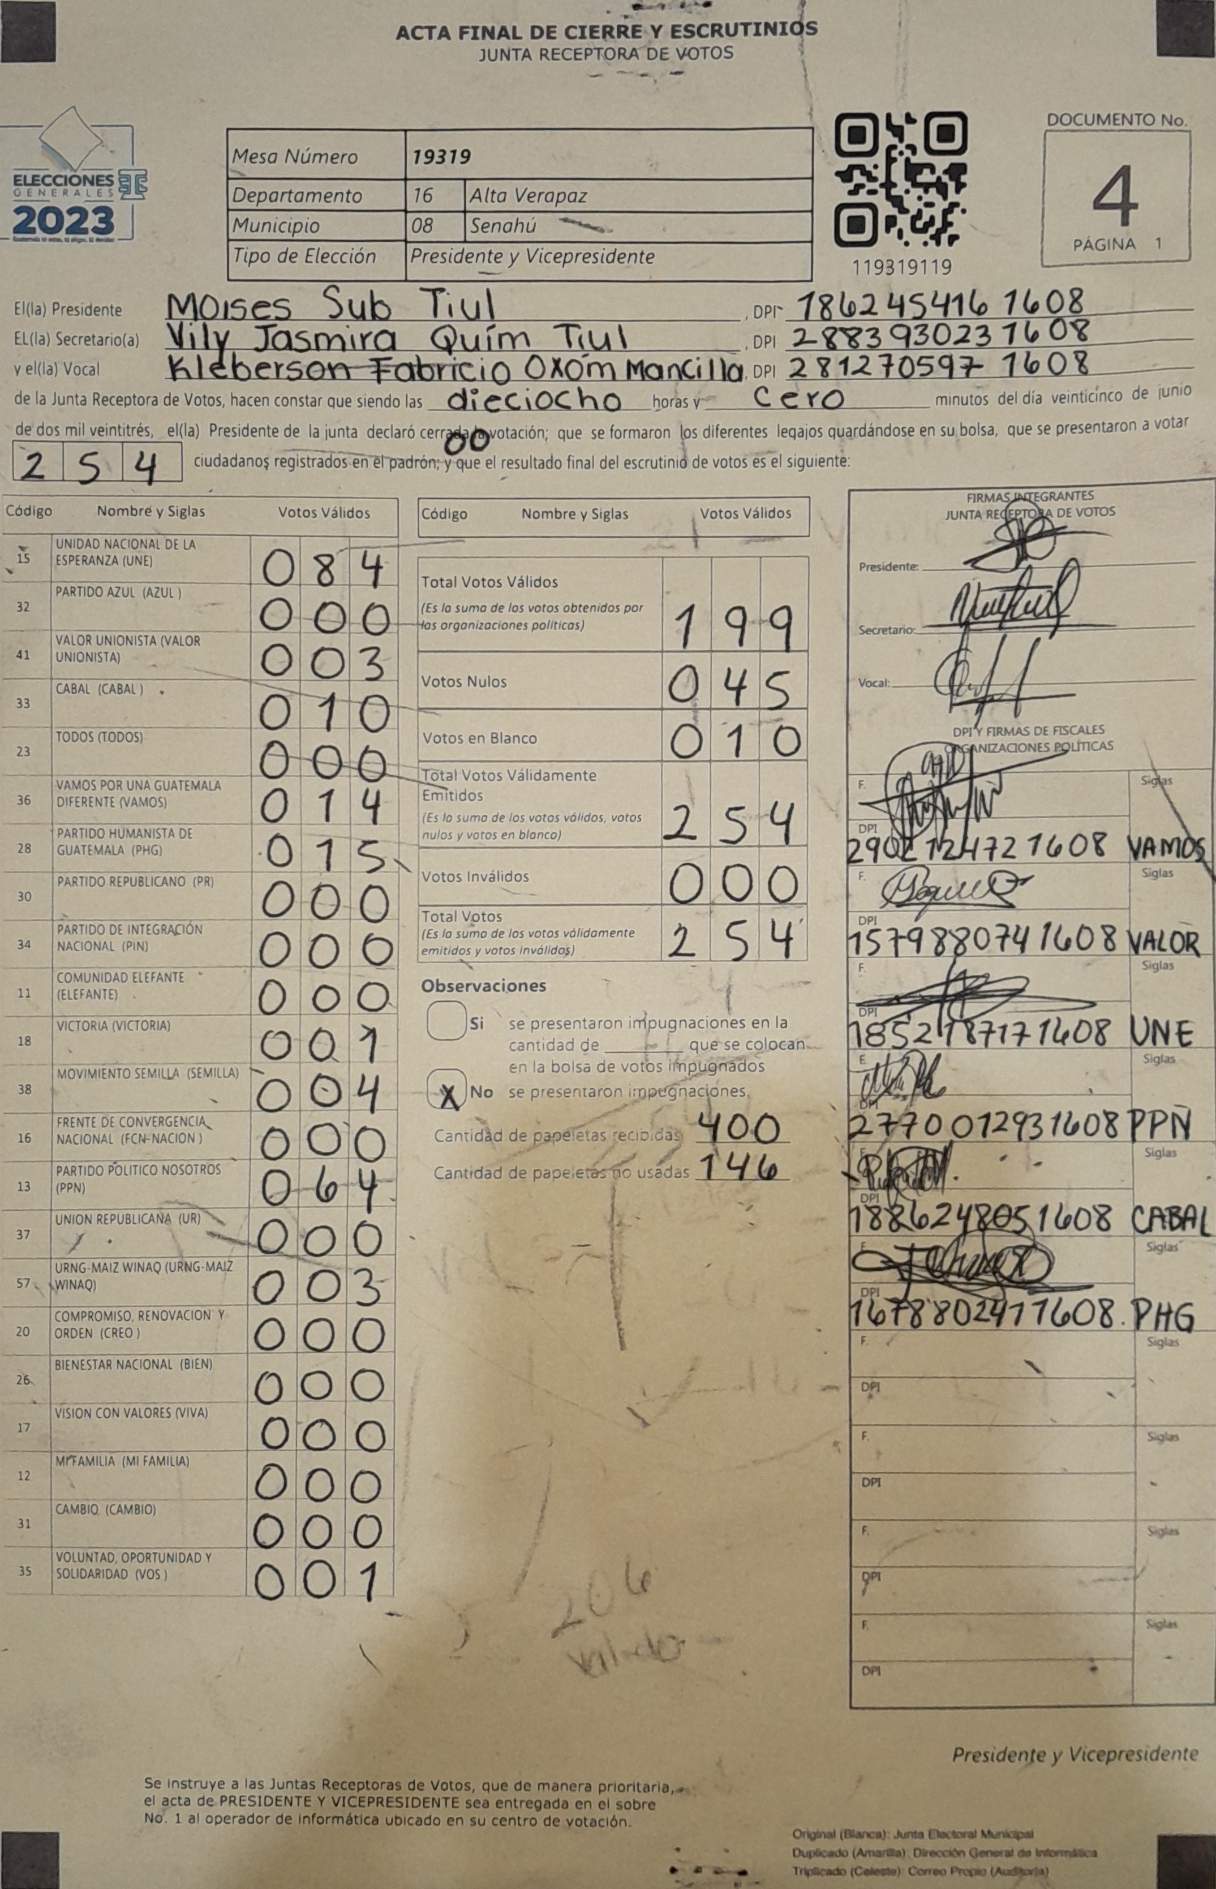 ACTA FINAL DE CIERRE Y ESCRUTINIOS
JUNTA RECEPTORA DE VOTOS
ELECCIONES
GENERALES
2023
Mesa Número 19319
Departamento 16 Alta Verapaz
Municipio 08 Senahú
Tipo de Elección Presidente y Vicepresidente
119319119
DOCUMENTO No.
4
PÁGINA 1
El(la) Presidente Moises Sub Tiul, DPI 186245416 1608
EL(la) Secretario(a) Vily Jasmira Quim Tiul, DPI 288393023 1608
y el(la) Vocal Kleberson Fabricio Oxom Mancilla, DPI 281270597 1608
de la Junta Receptora de Votos, hacen constar que siendo las dieciocho horas y cero minutos del día veinticinco de junio
de dos mil veintitrés, el(la) Presidente de la junta declaró cerrada la votación; que se formaron los diferentes legajos guardándose en su bolsa, que se presentaron a votar
00
254 ciudadanos registrados en el padrón; y que el resultado final del escrutinio de votos es el siguiente:
Código Nombre y Siglas Votos Válidos
15 UNIDAD NACIONAL DE LA ESPERANZA (UNE) 084
32 PARTIDO AZUL (AZUL ) 000
41 VALOR UNIONISTA (VALOR UNIONISTA) 003
33 CABAL (CABAL ) 010
23 TODOS (TODOS) 000
36 VAMOS POR UNA GUATEMALA DIFERENTE (VAMOS) 014
28 PARTIDO HUMANISTA DE GUATEMALA (PHG) 015
30 PARTIDO REPUBLICANO (PR) 000
34 PARTIDO DE INTEGRACIÓN NACIONAL (PIN) 000
11 COMUNIDAD ELEFANTE (ELEFANTE) 000
18 VICTORIA (VICTORIA) 001
38 MOVIMIENTO SEMILLA (SEMILLA) 004
16 FRENTE DE CONVERGENCIA NACIONAL (FCN-NACION ) 000
13 PARTIDO POLITICO NOSOTROS (PPN) 064
37 UNION REPUBLICANA (UR) 000
57 URNG-MAIZ WINAQ (URNG-MAIZ WINAQ) 003
20 COMPROMISO, RENOVACION Y ORDEN (CREO ) 000
26 BIENESTAR NACIONAL (BIEN) 000
17 VISION CON VALORES (VIVA) 000
12 MI FAMILIA (MI FAMILIA) 000
31 CAMBIO (CAMBIO) 000
35 VOLUNTAD, OPORTUNIDAD Y SOLIDARIDAD (VOS ) 001
Código Nombre y Siglas Votos Válidos
Total Votos Válidos
(Es la suma de los votos obtenidos por
las organizaciones políticas) 199
Votos Nulos 045
Votos en Blanco 010
Total Votos Válidamente
Emitidos
(Es la suma de los votos válidos, votos
nulos y votos en blanco) 254
Votos Inválidos 000
Total Votos
(Es la suma de los votos válidamente
emitidos y votos inválidos) 254
Observaciones
Si se presentaron impugnaciones en la
cantidad de que se colocan
en la bolsa de votos impugnados
X No se presentaron impugnaciones.
Cantidad de papeletas recibidas 400
Cantidad de papeletas no usadas 146
206
valido
FIRMAS INTEGRANTES
JUNTA RECEPTORA DE VOTOS
Presidente:
Secretario:
Vocal:
DPI Y FIRMAS DE FISCALES
ORGANIZACIONES POLÍTICAS
F. Siglas
DPI
1608 VAMOS
F. Siglas
DPI
1579880741608 VALOR
F. Siglas
DPI
1852187171608 UNE
F. Siglas
DPI
2770012931608 PPN
F. Siglas
DPI
1886248051608 CABAL
F. Siglas
DPI
1678802411608. PHG
F. Siglas
DPI
F. Siglas
DPI
F. Siglas
DPI
F. Siglas
DPI
Presidente y Vicepresidente
Se instruye a las Juntas Receptoras de Votos, que de manera prioritaria,
el acta de PRESIDENTE Y VICEPRESIDENTE sea entregada en el sobre
No. 1 al operador de informática ubicado en su centro de votación.
Original (Blanca): Junta Electoral Municipal
Duplicado (Amarilla): Dirección General de Informática
Triplicado (Celeste): Correo Propio (Auditoría)